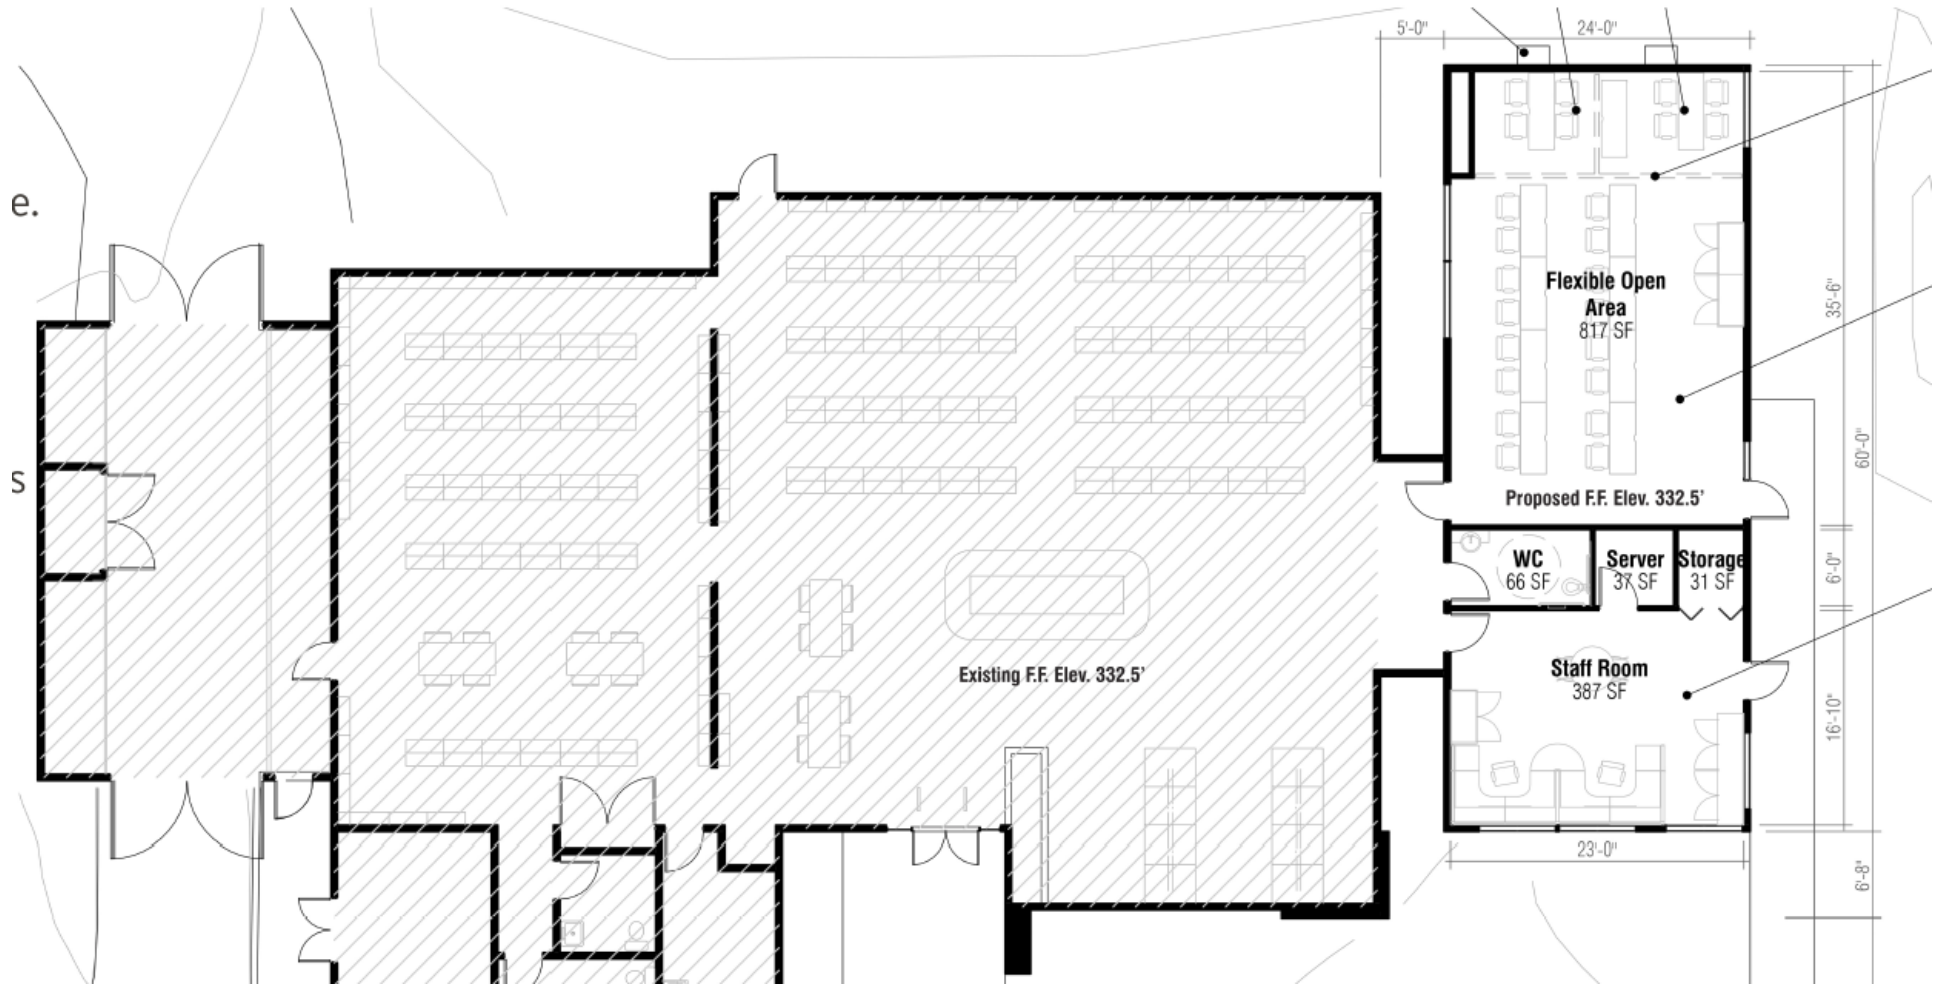 5'-0"
24'-0"
e.
Flexible Open
Area
817 SF
35'-6"
60'-0"
s
Proposed F.F. Elev. 332.5'
WC
66 SF
Server
37 SF
Storage
31 SF
6'-0"
Existing F.F. Elev. 332.5'
Staff Room
387 SF
16'-10"
23'-0"
6'-8"